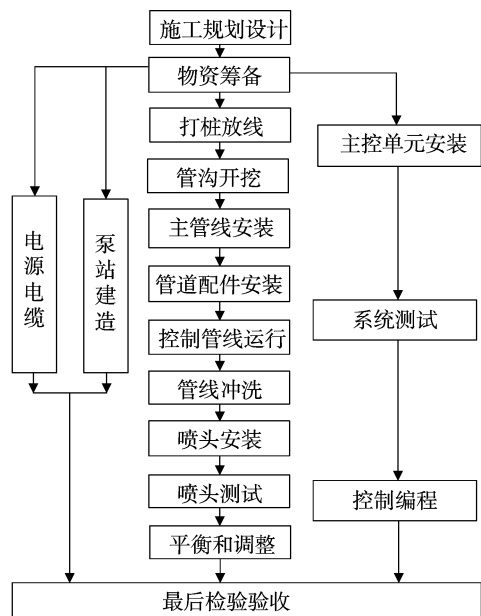 施工规划设计
物资筹备
打桩放线
主控单元安装
管沟开挖
电源电缆
泵站建造
主管线安装
管道配件安装
控制管线运行
系统测试
管线冲洗
喷头安装
喷头测试
控制编程
平衡和调整
最后检验验收